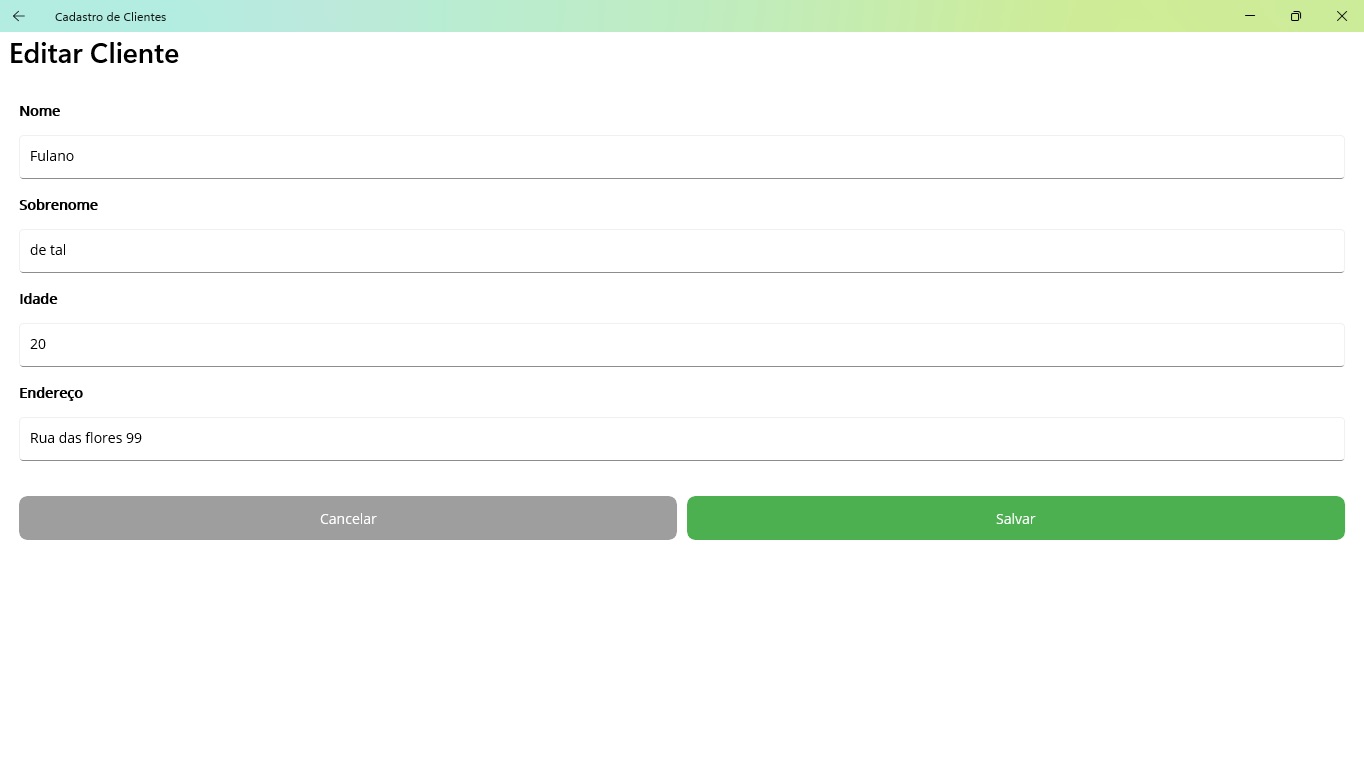 Cadastro de Clientes
Editar Cliente
Nome
Fulano
Sobrenome
de tal
Idade
20
Endereço
Rua das flores 99
Cancelar Salvar